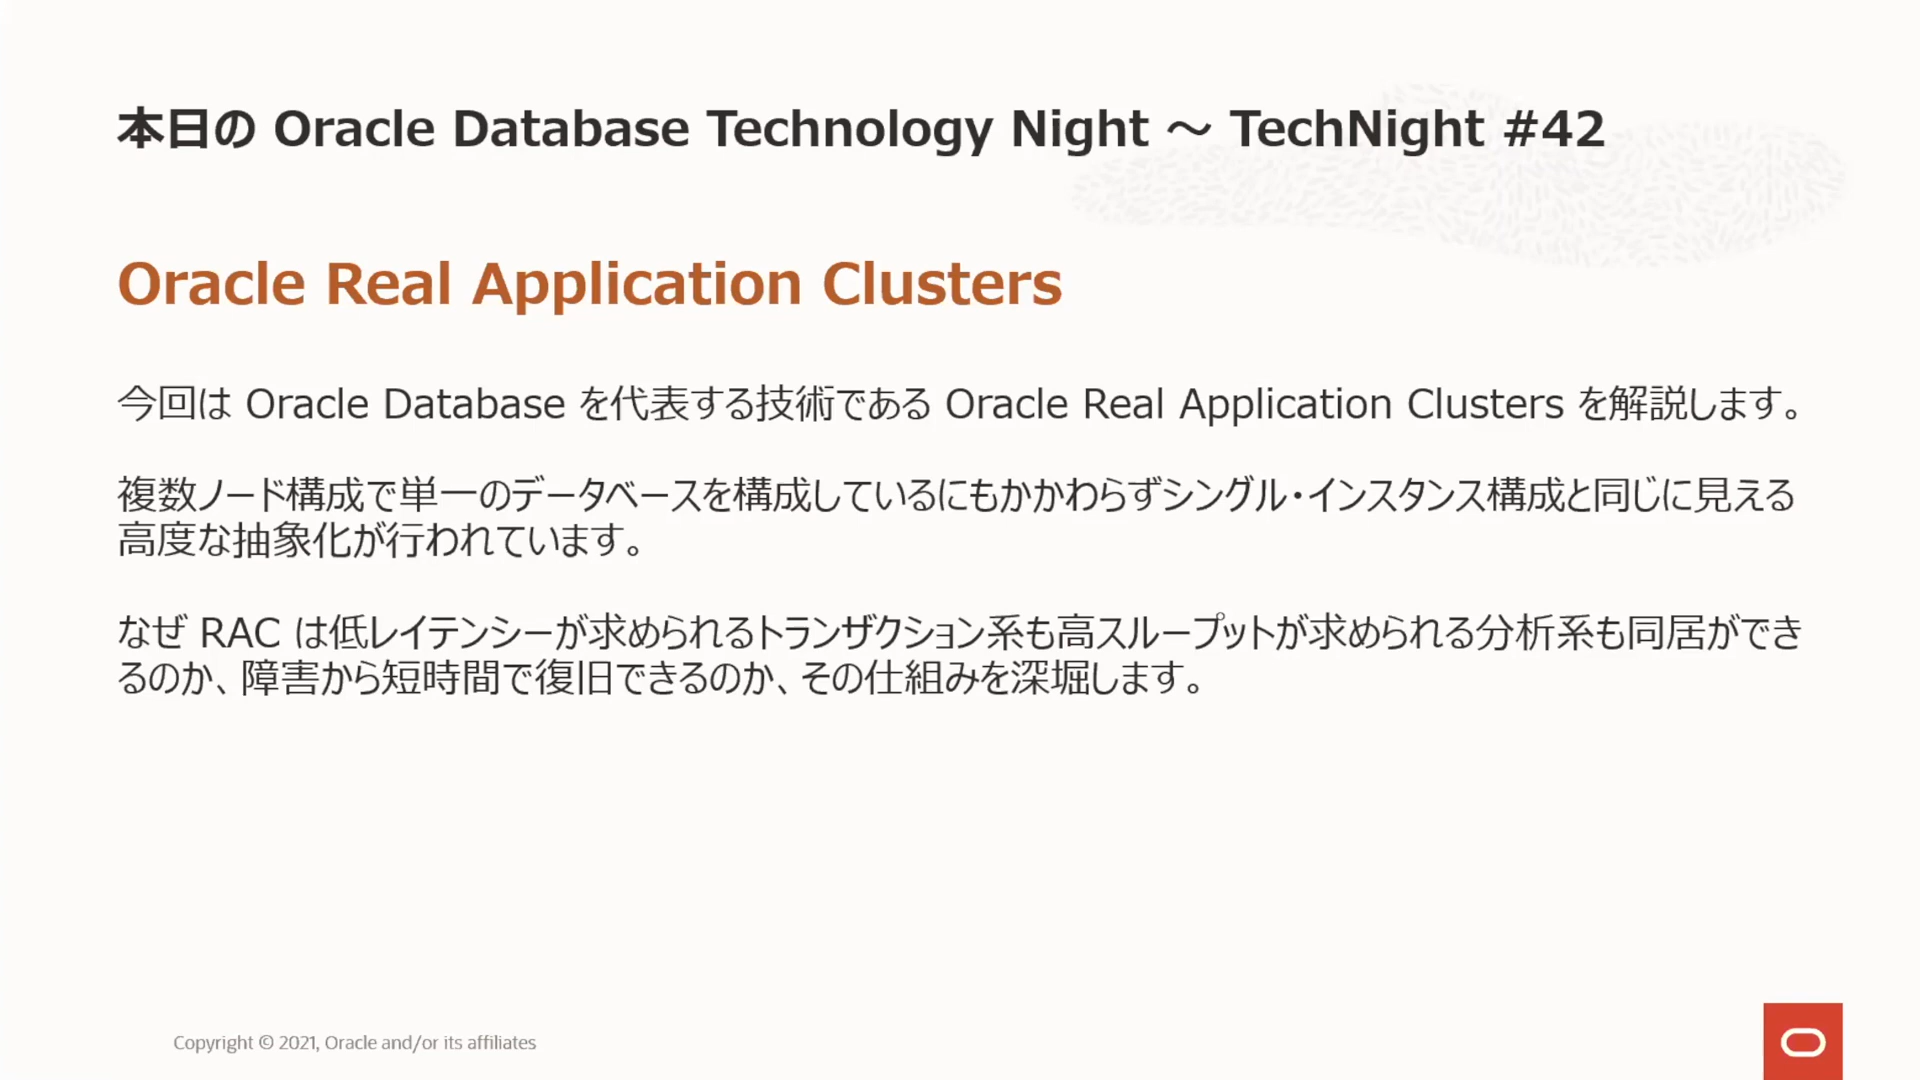 本日の Oracle Database Technology Night ～ TechNight #42
Oracle Real Application Clusters
今回は Oracle Database を代表する技術である Oracle Real Application Clusters を解説します。
複数ノード構成で単一のデータベースを構成しているにもかかわらずシングル・インスタンス構成と同じに見える
高度な抽象化が行われています。
なぜ RAC は低レイテンシーが求められるトランザクション系も高スループットが求められる分析系も同居ができ
るのか、障害から短時間で復旧できるのか、その仕組みを深堀します。
Copyright © 2021, Oracle and/or its affiliates